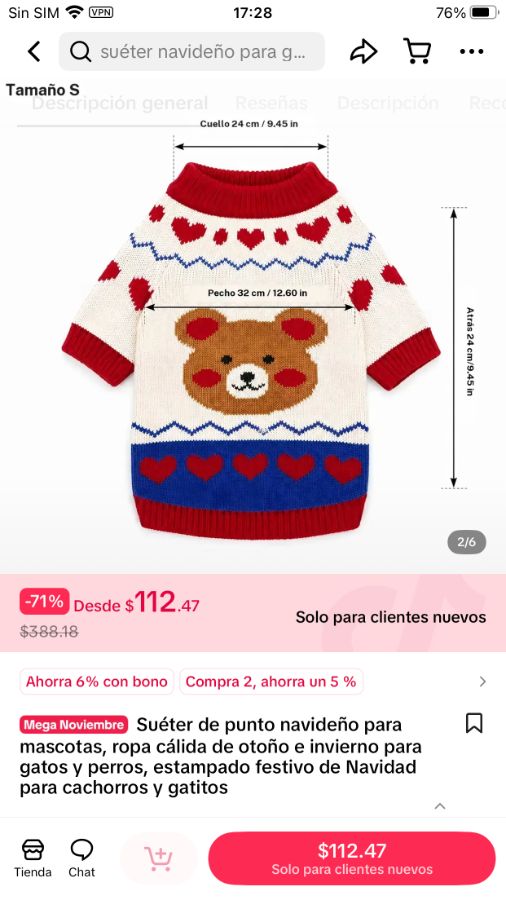 Sin SIM VPN 17:28 76%
suéter navideño para g...
Tamaño S
Descripción general Reseñas Descripción Reco
Cuello 24 cm / 9.45 in
Pecho 32 cm / 12.60 in
Atrás 24 cm/9.45 in
2/6
-71% Desde $112.47
$388.18
Solo para clientes nuevos
Ahorra 6% con bono Compra 2, ahorra un 5 %
Mega Noviembre Suéter de punto navideño para
mascotas, ropa cálida de otoño e invierno para
gatos y perros, estampado festivo de Navidad
para cachorros y gatitos
Tienda Chat
$112.47
Solo para clientes nuevos